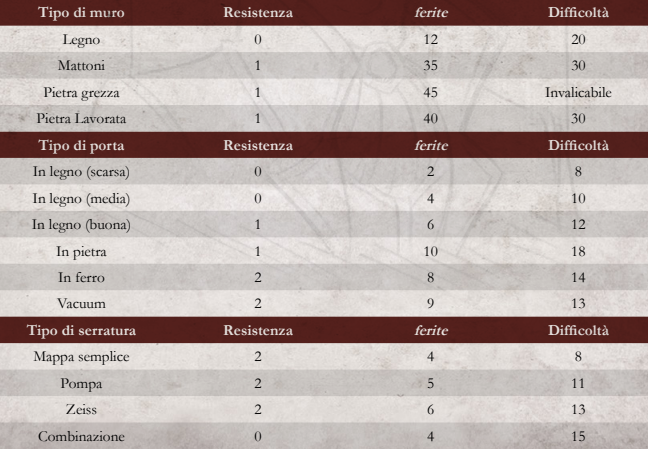 Tipo di muro Resistenza ferite Difficoltà
Legno 0 12 20
Mattoni 1 35 30
Pietra grezza 1 45 Invalicabile
Pietra Lavorata 1 40 30
Tipo di porta Resistenza ferite Difficoltà
In legno (scarsa) 0 2 8
In legno (media) 0 4 10
In legno (buona) 1 6 12
In pietra 1 10 18
In ferro 2 8 14
Vacuum 2 9 13
Tipo di serratura Resistenza ferite Difficoltà
Mappa semplice 2 4 8
Pompa 2 5 11
Zeiss 2 6 13
Combinazione 0 4 15